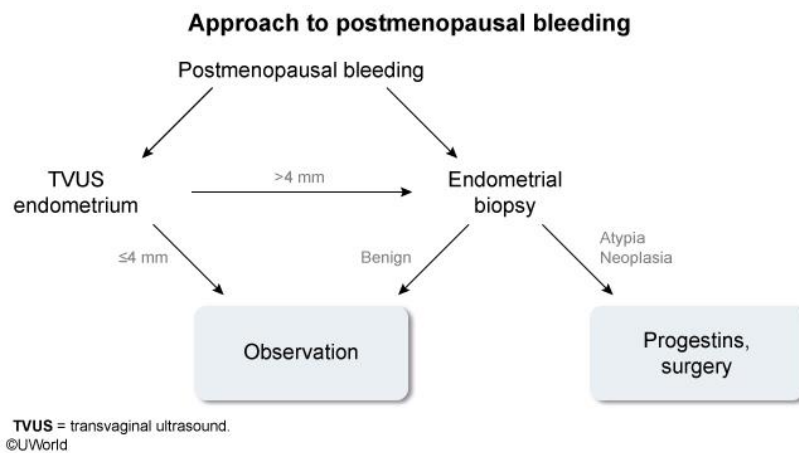 Approach to postmenopausal bleeding
Postmenopausal bleeding
TVUS
endometrium
>4 mm
Endometrial
biopsy
≤4 mm
Benign
Atypia
Neoplasia
Observation
Progestins,
surgery
TVUS = transvaginal ultrasound.
©UWorld